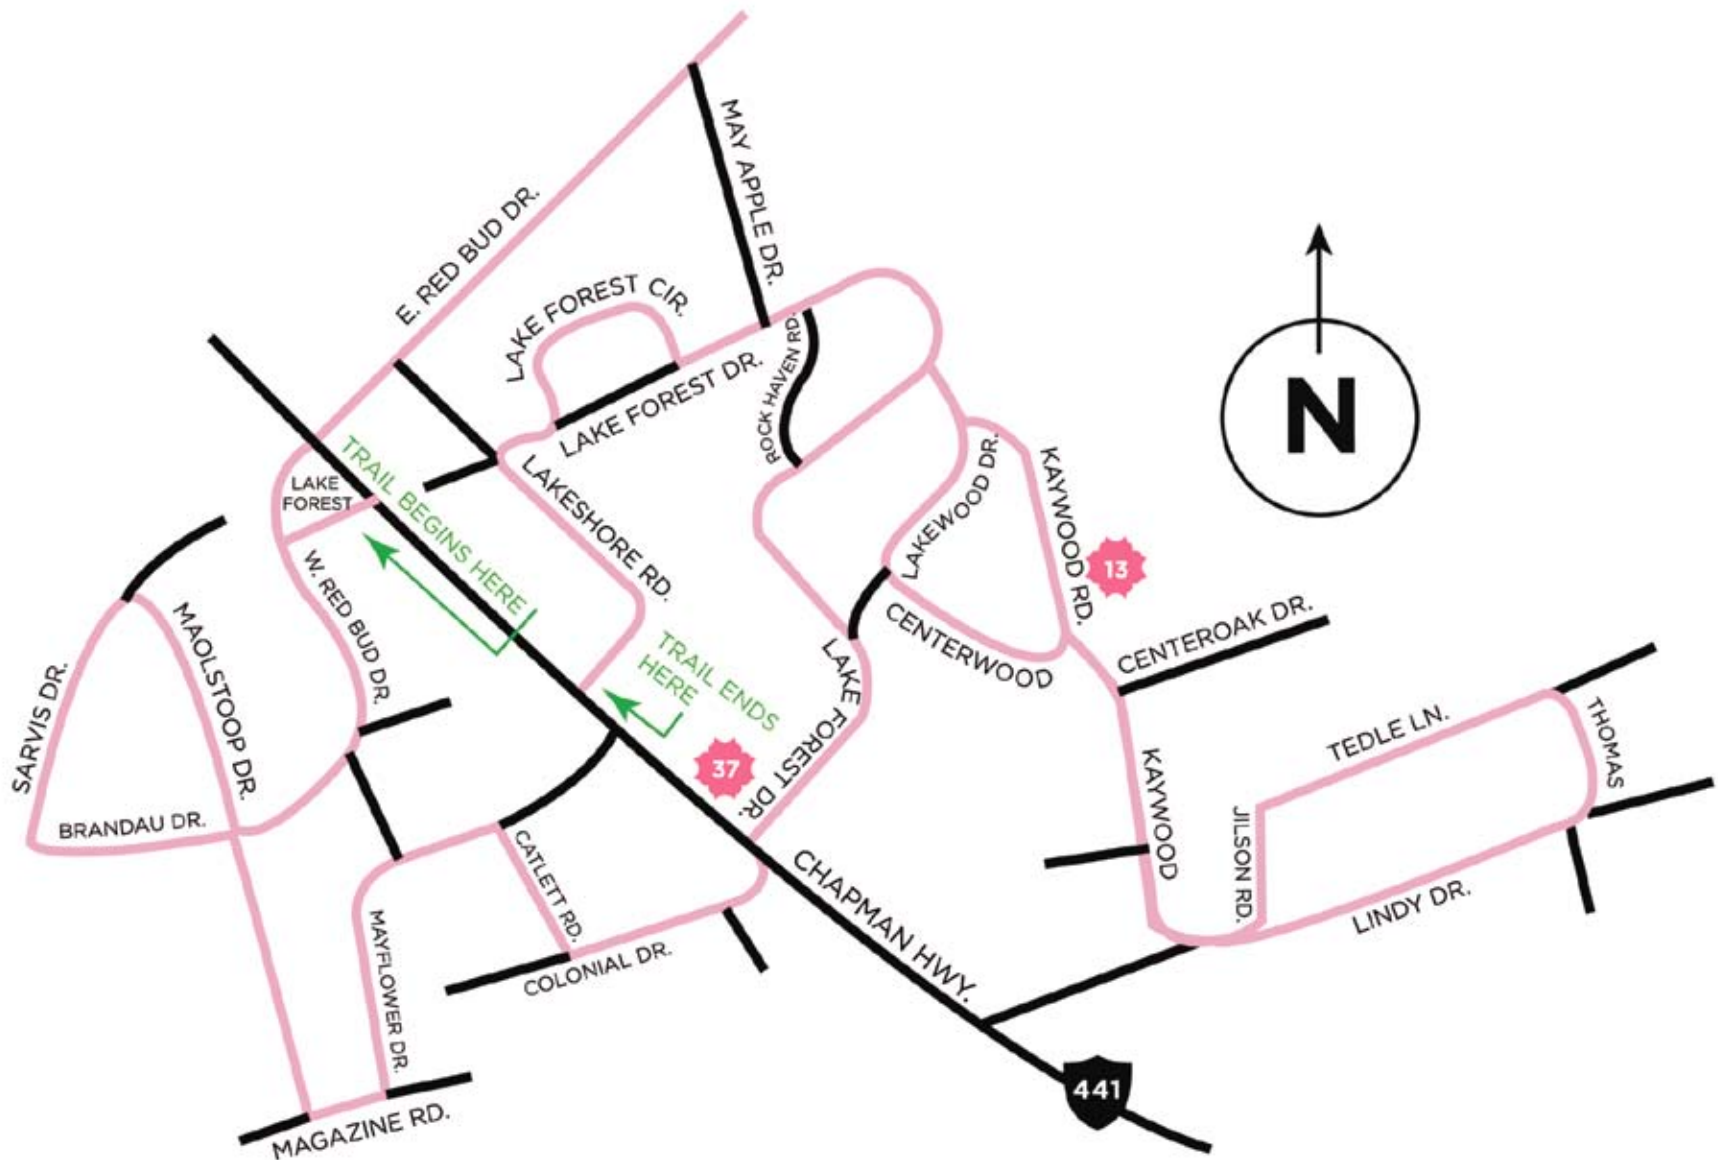 MAY APPLE DR.
E. RED BUD DR.
LAKE FOREST CIR.
LAKE FOREST DR.
ROCK HAVEN RD.
N
TRAIL BEGINS HERE
LAKE
FOREST
LAKESHORE RD.
LAKEWOOD DR.
KAYWOOD RD.
13
W. RED BUD DR.
MAOLSTOOP DR.
SARVIS DR.
BRANDAU DR.
TRAIL ENDS
HERE
37
LAKE FOREST DR.
CENTERWOOD
CENTEROAK DR.
KAYWOOD
TEDLE LN.
THOMAS
JILSON RD.
LINDY DR.
CATLETT RD.
COLONIAL DR.
CHAPMAN HWY.
MAYFLOWER DR.
MAGAZINE RD.
441